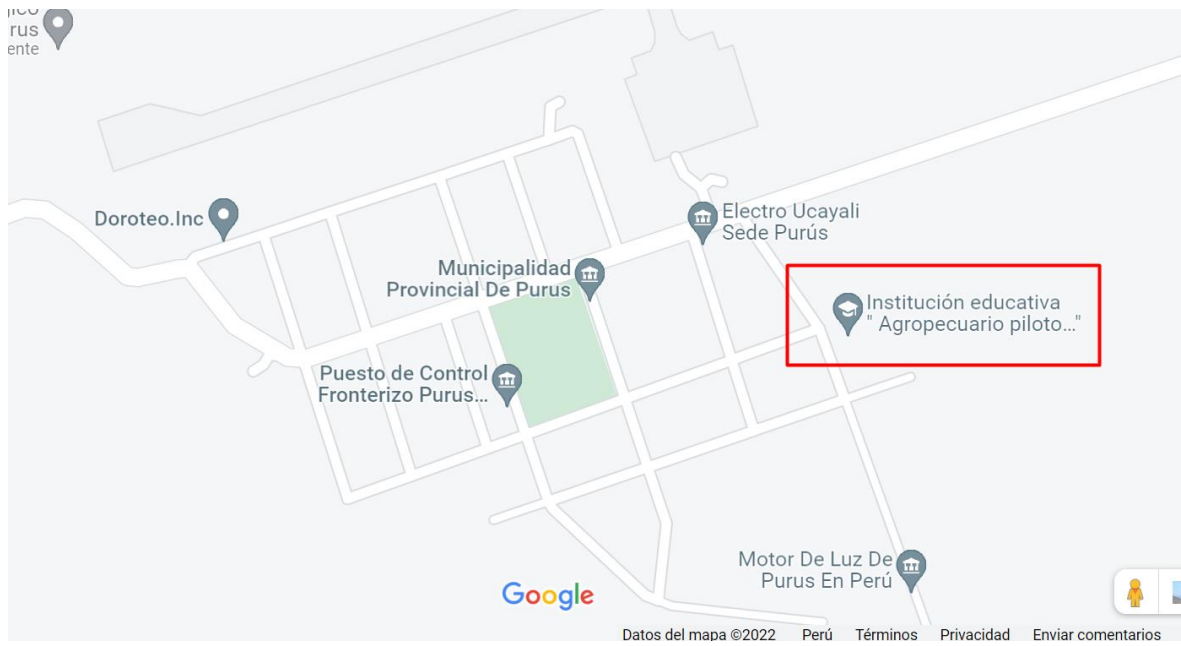 rus
ente
Doroteo.Inc
Electro Ucayali
Sede Purús
Municipalidad
Provincial De Purus
Institución educativa
" Agropecuario piloto..."
Puesto de Control
Fronterizo Purus...
Motor De Luz De
Purus En Perú
Google
Datos del mapa ©2022 Perú Términos Privacidad Enviar comentarios